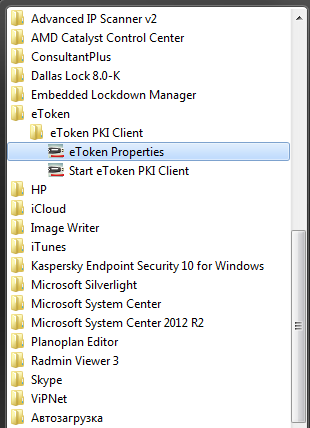 Advanced IP Scanner v2
AMD Catalyst Control Center
ConsultantPlus
Dallas Lock 8.0-K
Embedded Lockdown Manager
eToken
eToken PKI Client
eToken Properties
Start eToken PKI Client
HP
iCloud
Image Writer
iTunes
Kaspersky Endpoint Security 10 for Windows
Microsoft Silverlight
Microsoft System Center
Microsoft System Center 2012 R2
Planoplan Editor
Radmin Viewer 3
Skype
ViPNet
Автозагрузка